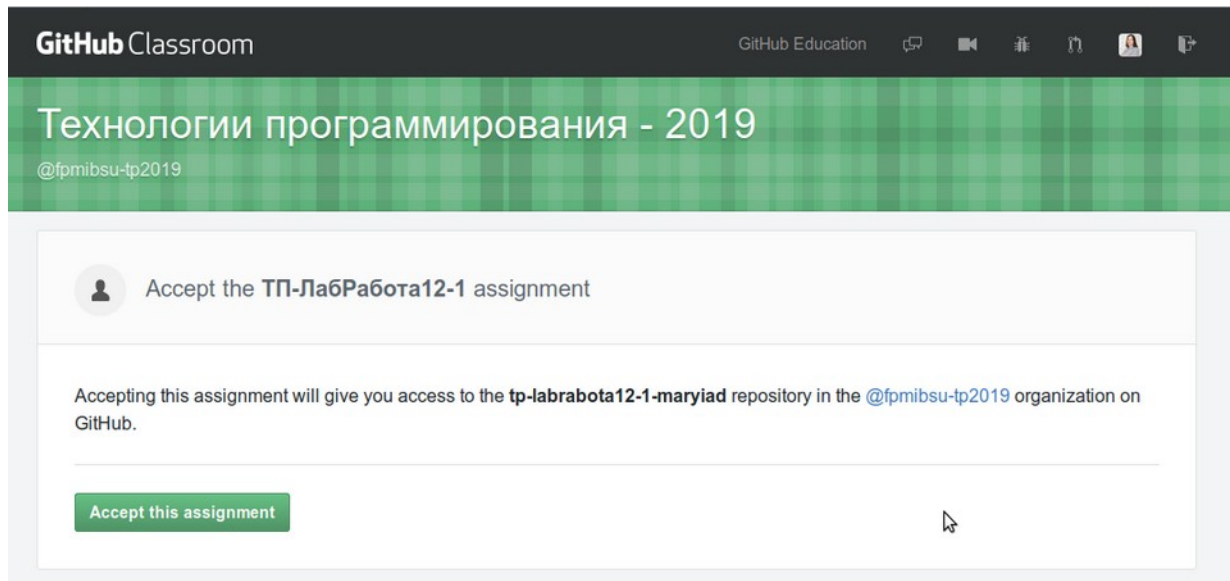 GitHub Classroom
GitHub Education
Технологии программирования - 2019
@fpmibsu-tp2019
Accept the ТП-ЛабРабота12-1 assignment
Accepting this assignment will give you access to the tp-labrabota12-1-maryiad repository in the @fpmibsu-tp2019 organization on
GitHub.
Accept this assignment